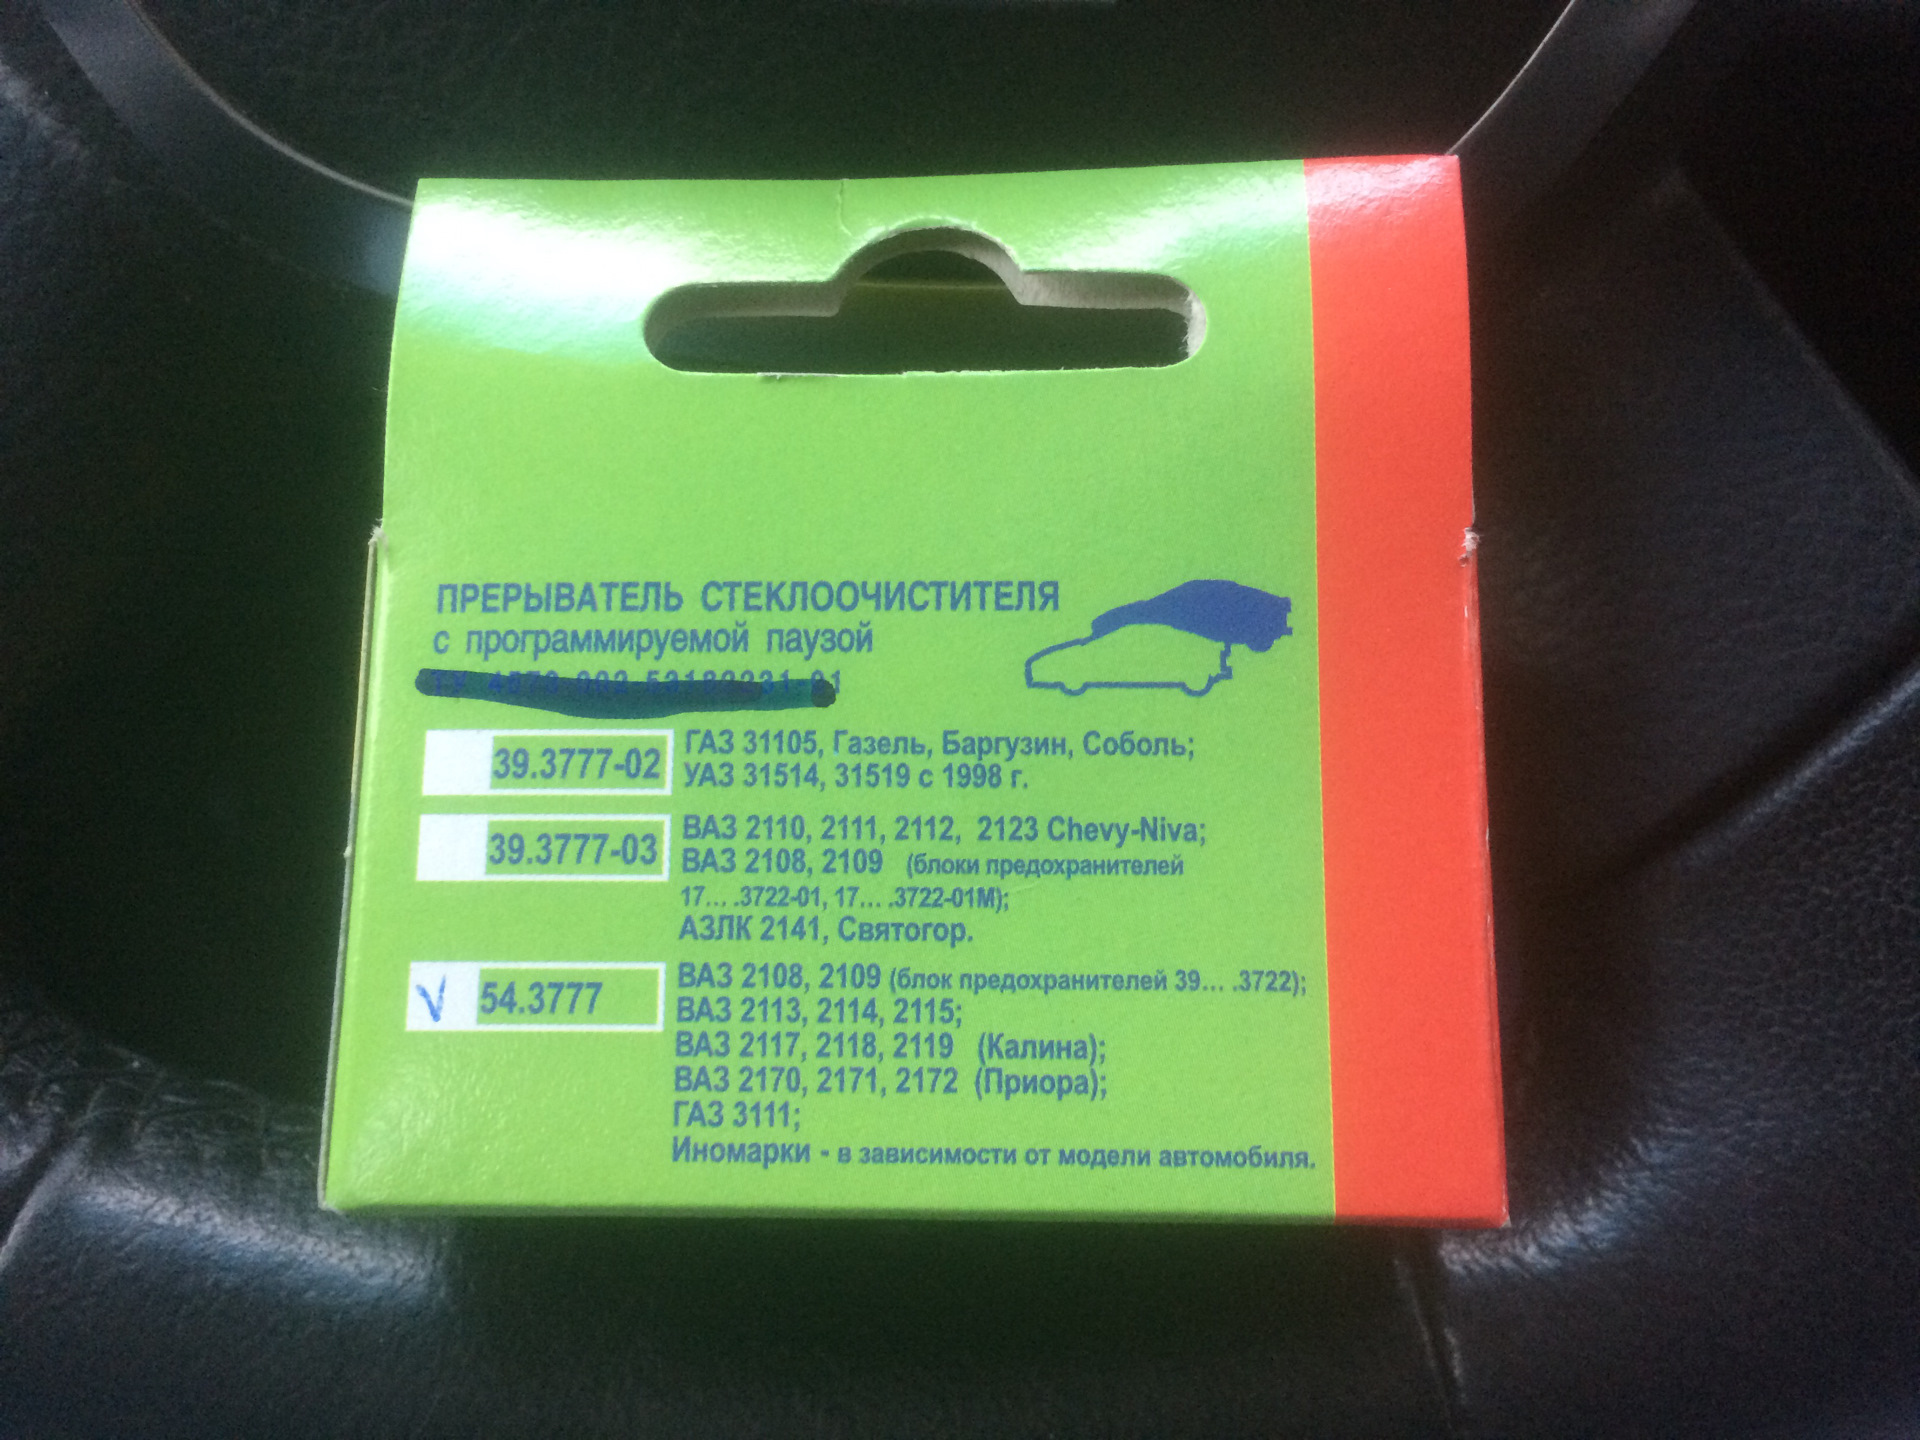 ПРЕРЫВАТЕЛЬ СТЕКЛООЧИСТИТЕЛЯ
с программируемой паузой
39.3777-02
ГАЗ 31105, Газель, Баргузин, Соболь;
УАЗ 31514, 31519 с 1998 г.
39.3777-03
ВАЗ 2110, 2111, 2112, 2123 Chevy-Niva;
ВАЗ 2108, 2109 (блоки предохранителей
17... .3722-01, 17... .3722-01М);
АЗЛК 2141, Святогор.
54.3777
ВАЗ 2108, 2109 (блок предохранителей 39... .3722);
ВАЗ 2113, 2114, 2115;
ВАЗ 2117, 2118, 2119 (Калина);
ВАЗ 2170, 2171, 2172 (Приора);
ГАЗ 3111;
Иномарки - в зависимости от модели автомобиля.